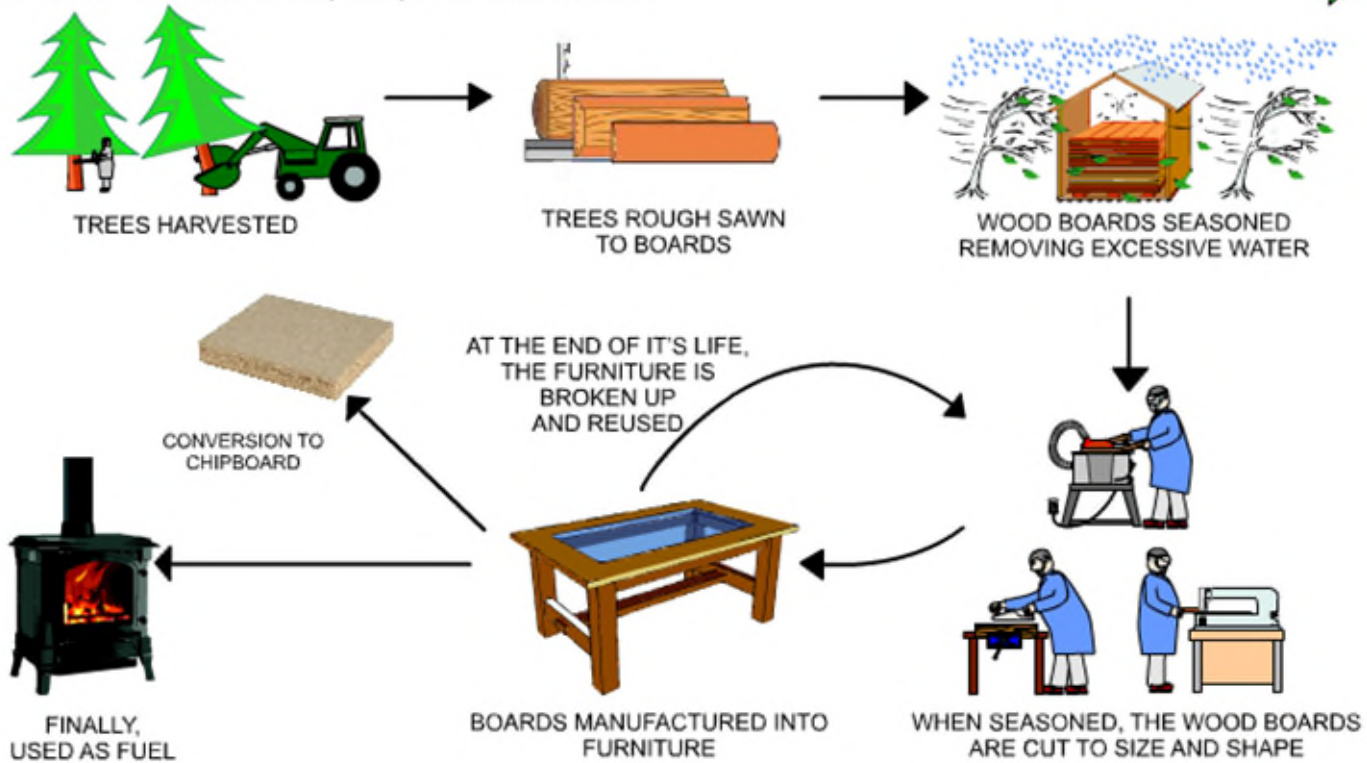 TREES HARVESTED
TREES ROUGH SAWN
TO BOARDS
WOOD BOARDS SEASONED
REMOVING EXCESSIVE WATER
AT THE END OF IT'S LIFE,
THE FURNITURE IS
BROKEN UP
AND REUSED
CONVERSION TO
CHIPBOARD
FINALLY,
USED AS FUEL
BOARDS MANUFACTURED INTO
FURNITURE
WHEN SEASONED, THE WOOD BOARDS
ARE CUT TO SIZE AND SHAPE